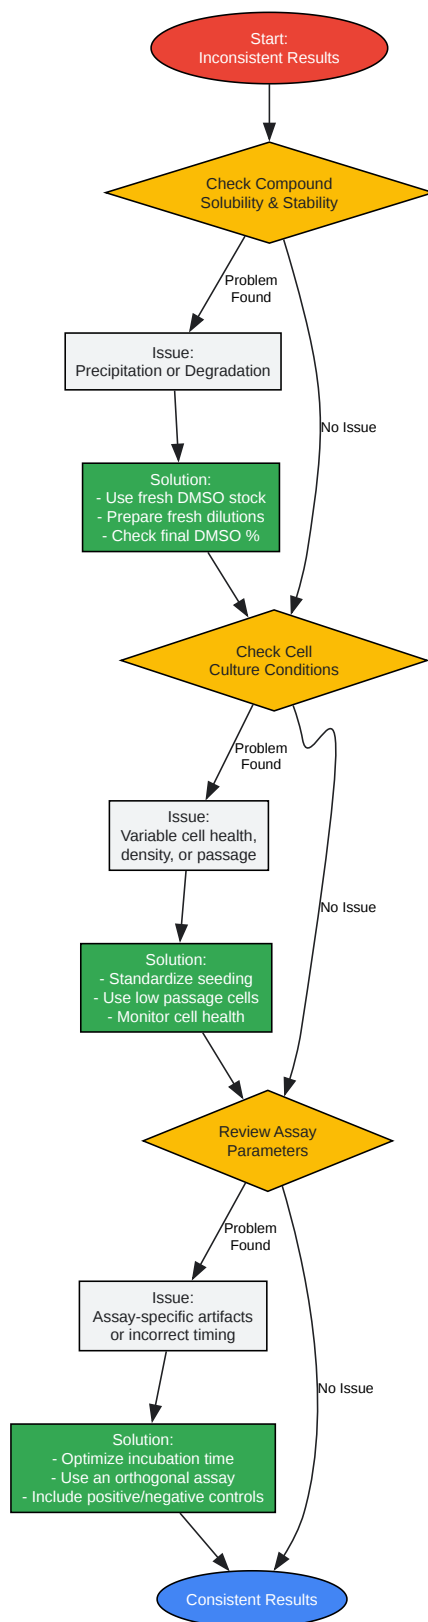 Start:
Inconsistent Results
Check Compound
Solubility & Stability
Problem
Found
Issue:
Precipitation or Degradation
No Issue
Solution:
- Use fresh DMSO stock
- Prepare fresh dilutions
- Check final DMSO %
Check Cell
Culture Conditions
Problem
Found
Issue:
Variable cell health,
density, or passage
No Issue
Solution:
- Standardize seeding
- Use low passage cells
- Monitor cell health
Review Assay
Parameters
Problem
Found
Issue:
Assay-specific artifacts
or incorrect timing
No Issue
Solution:
- Optimize incubation time
- Use an orthogonal assay
- Include positive/negative controls
Consistent Results